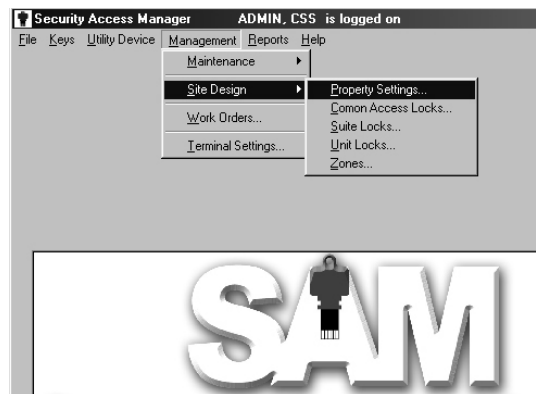 Security Access Manager ADMIN, CSS is logged on
File Keys Utility Device Management Reports Help
Maintenance
Site Design
Work Orders...
Terminal Settings...
Property Settings...
Comon Access Locks...
Suite Locks...
Unit Locks...
Zones...
SAM